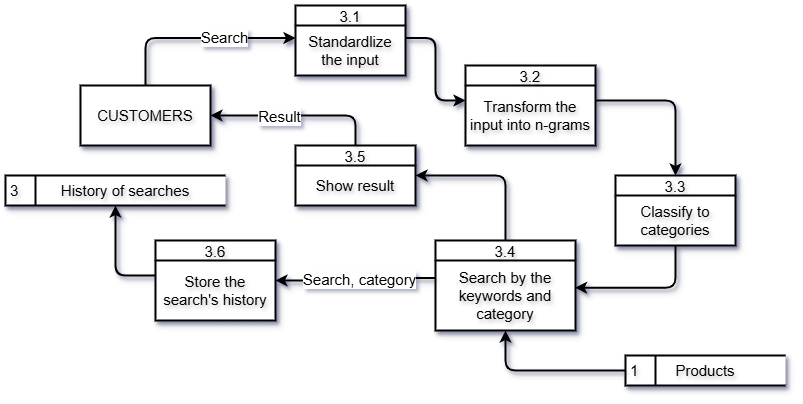 3.1
Standardlize
the input
Search
3.2
Transform the
input into n-grams
CUSTOMERS
Result
3.5
Show result
3.3
Classify to
categories
3
History of searches
3.6
Store the
search's history
Search, category
3.4
Search by the
keywords and
category
1
Products